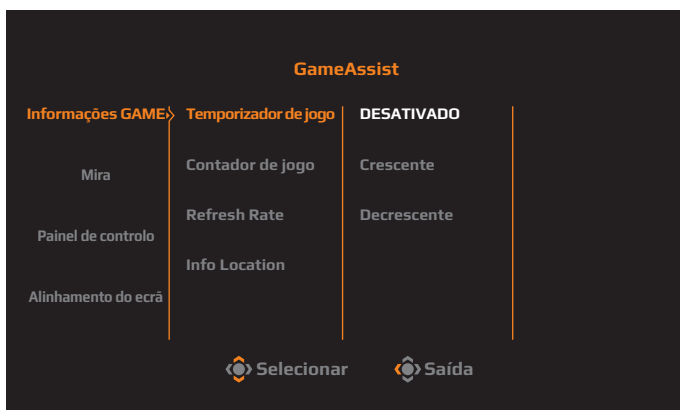 GameAssist
Informações GAME
Temporizador de jogo
DESATIVADO
Mira
Contador de jogo
Crescente
Painel de controlo
Refresh Rate
Decrescente
Alinhamento do ecrã
Info Location
Selecionar
Saída